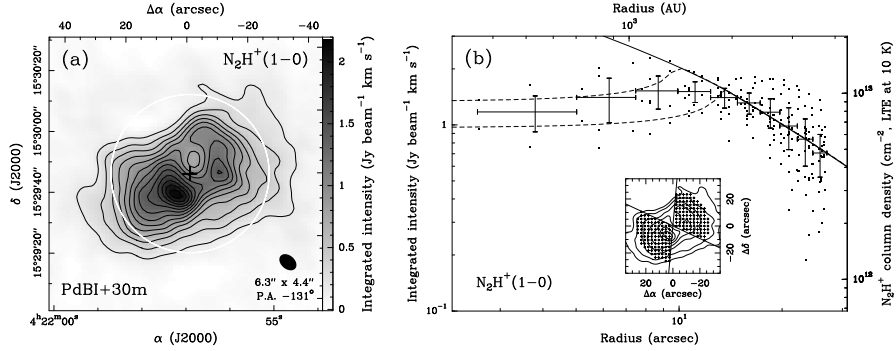 Δα (arcsec)
40 20 0 −20 −40
(a)
N2H+(1−0)
δ (J2000)
15°30'20"
15°30'00"
15°29'40"
15°29'20"
PdBI+30m
6.3" x 4.4"
P.A. −131°
4h22m00s
55s
α (J2000)
2
1.5
1
0.5
0
Integrated intensity (Jy beam−1 km s−1)
Radius (AU)
10³
(b)
Integrated intensity (Jy beam−1 km s−1)
1
10−1
N2H+(1−0)
20
0
−20
Δδ (arcsec)
20 0 −20
Δα (arcsec)
10¹
Radius (arcsec)
10¹³
10¹²
N2H+ column density (cm−2 LTE at 10 K)